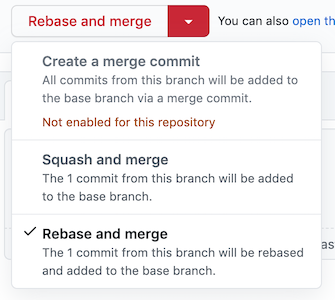 Rebase and merge
You can also open th
Create a merge commit
All commits from this branch will be added to
the base branch via a merge commit.
Not enabled for this repository
Squash and merge
The 1 commit from this branch will be added
to the base branch.
Rebase and merge
The 1 commit from this branch will be rebased
and added to the base branch.
as